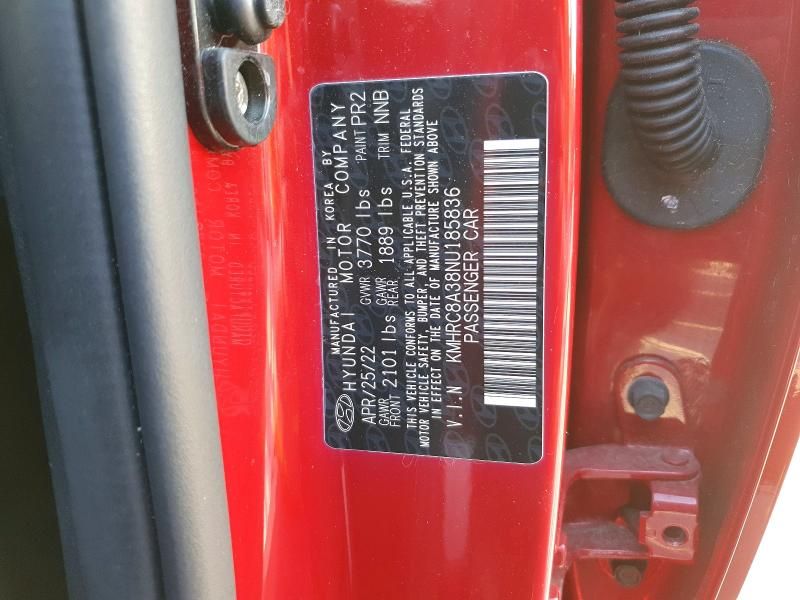 MANUFACTURED IN KOREA BY
HYUNDAI MOTOR COMPANY
APR/25/22 GVWR 3770 lbs PAINT PR2
GAWR FRONT 2101 lbs GAWR REAR 1889 lbs TRIM NNB
THIS VEHICLE CONFORMS TO ALL APPLICABLE U.S.A. FEDERAL
MOTOR VEHICLE SAFETY, BUMPER, AND THEFT PREVENTION STANDARDS
IN EFFECT ON THE DATE OF MANUFACTURE SHOWN ABOVE
V.I.N KMHRC8A38NU185836
PASSENGER CAR